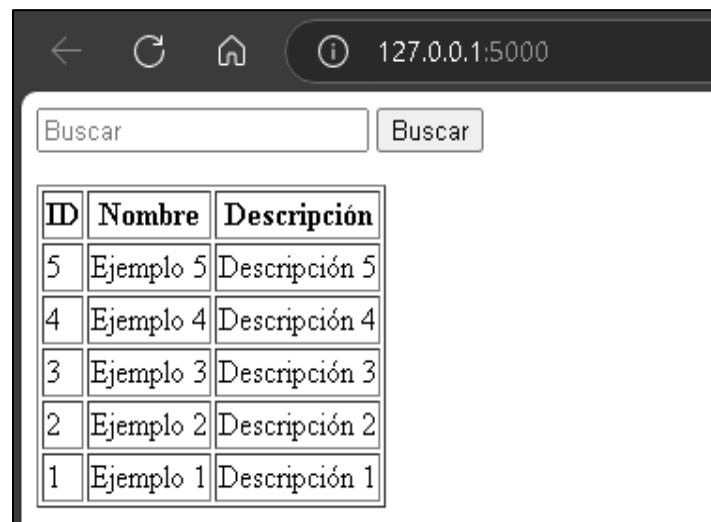 127.0.0.1:5000
Buscar Buscar
ID Nombre Descripción
5 Ejemplo 5 Descripción 5
4 Ejemplo 4 Descripción 4
3 Ejemplo 3 Descripción 3
2 Ejemplo 2 Descripción 2
1 Ejemplo 1 Descripción 1